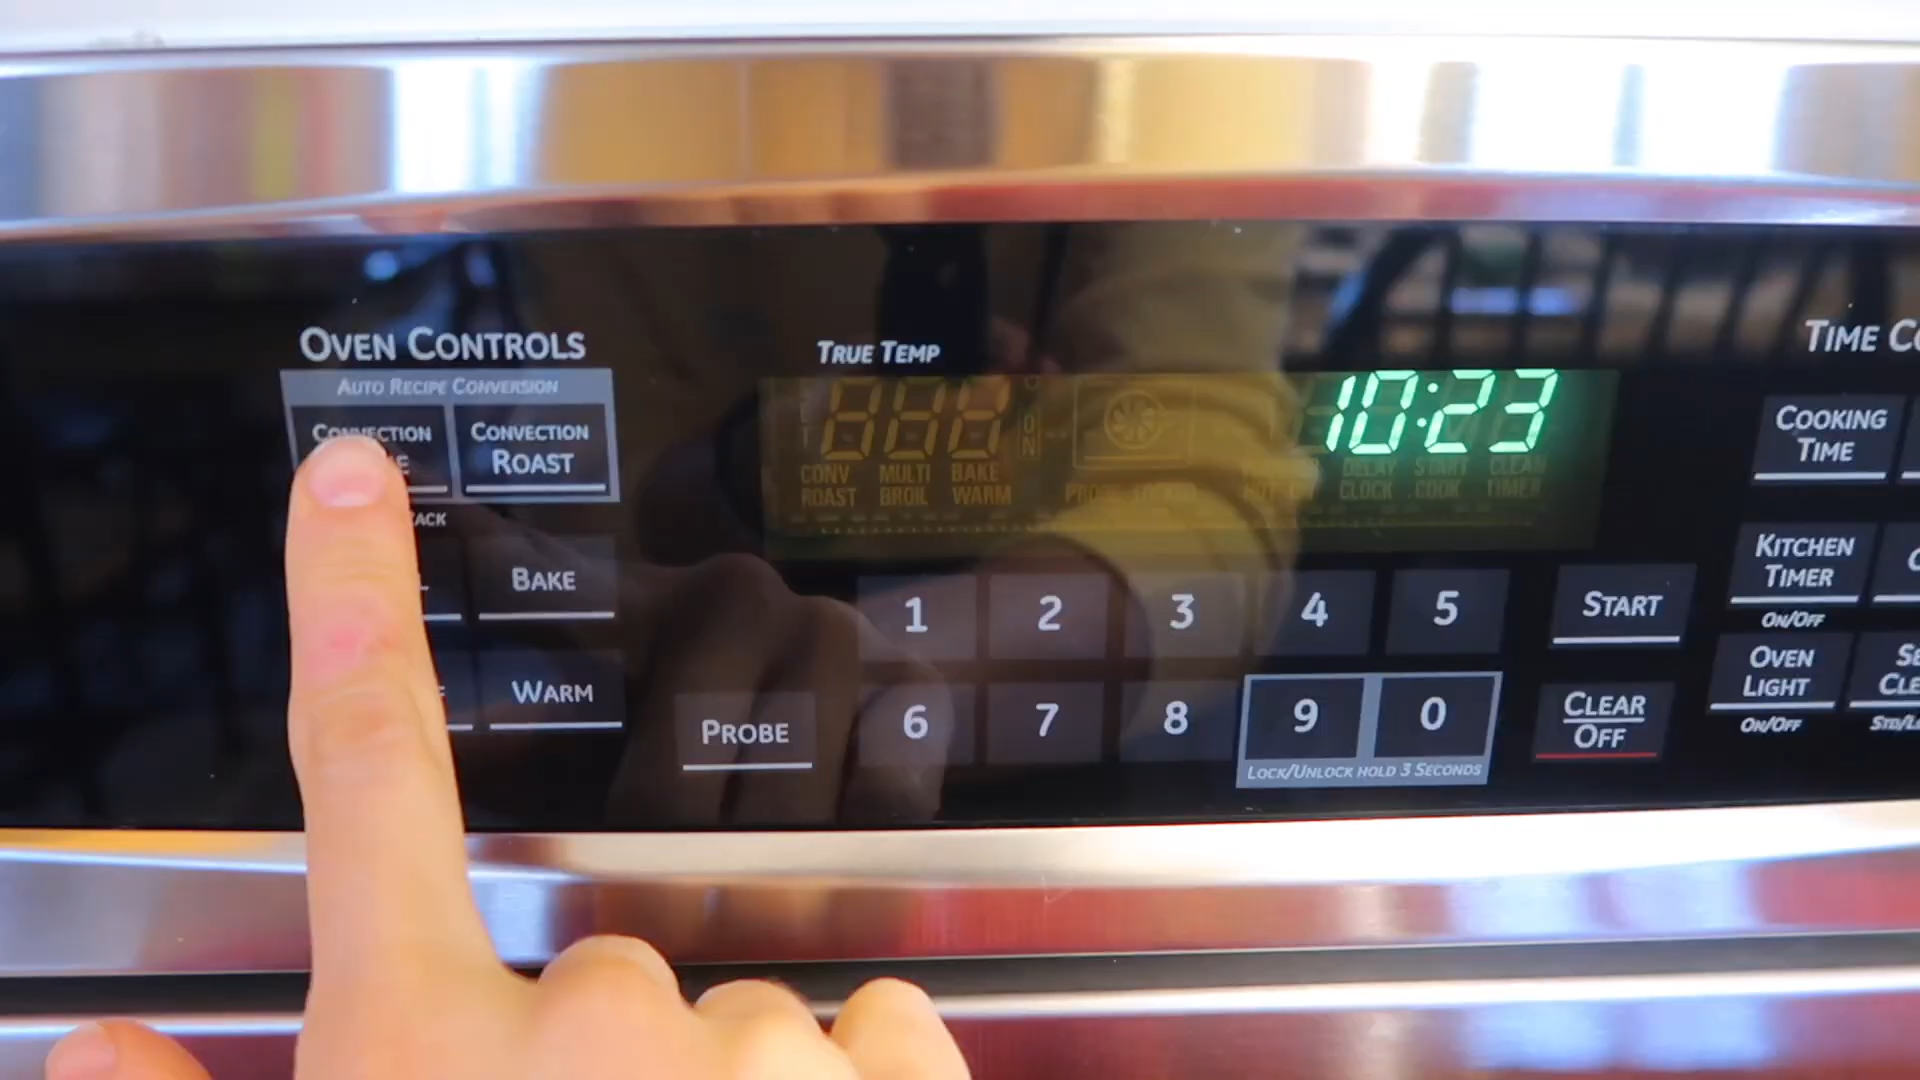 OVEN CONTROLS
AUTO RECIPE CONVERSION
CONVECTION
CONVECTION
ROAST
BAKE
WARM
PROBE
TRUE TEMP
10:23
CONV MULTI BAKE
ROAST BROIL WARM
DELAY START CLEAN
CLOCK COOK TIMER
1 2 3 4 5
6 7 8 9 0
LOCK/UNLOCK HOLD 3 SECONDS
START
CLEAR
OFF
TIME
COOKING
TIME
KITCHEN
TIMER
ON/OFF
OVEN
LIGHT
ON/OFF